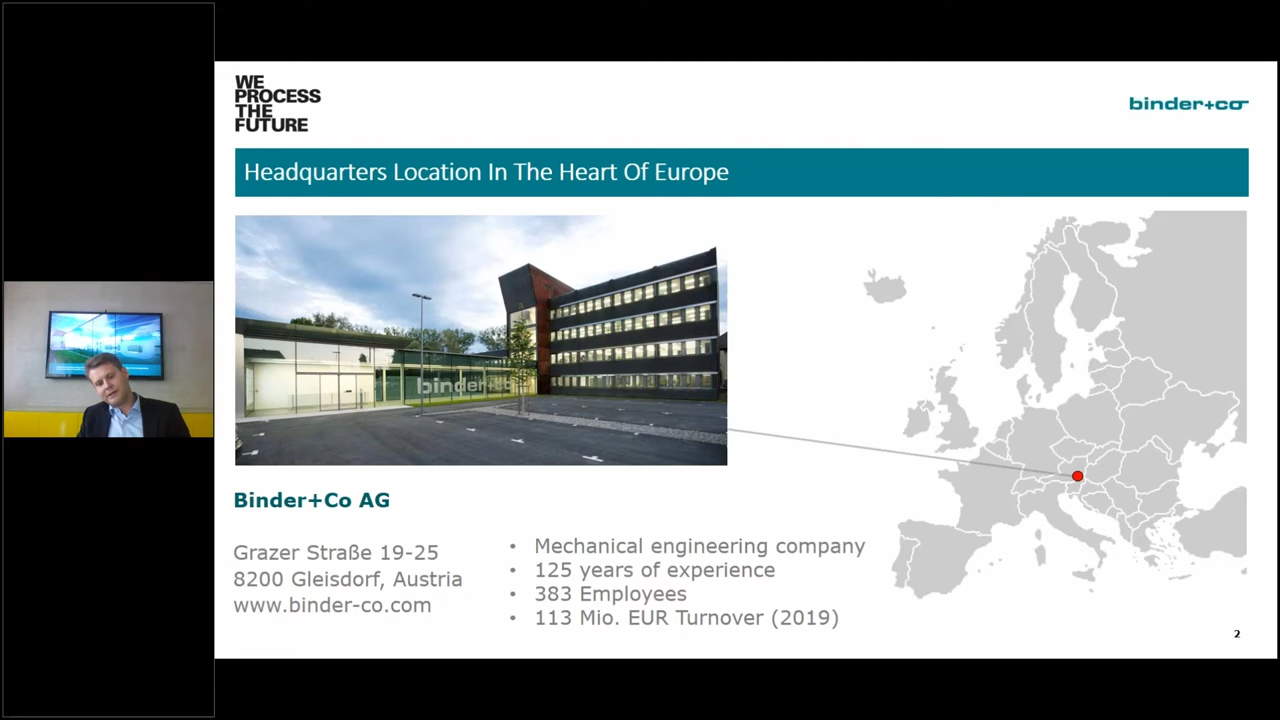 WE
PROCESS
THE
FUTURE
binder+co
Headquarters Location In The Heart Of Europe
binder+co
Binder+Co AG
Grazer Straße 19-25
8200 Gleisdorf, Austria
www.binder-co.com
• Mechanical engineering company
• 125 years of experience
• 383 Employees
• 113 Mio. EUR Turnover (2019)
2